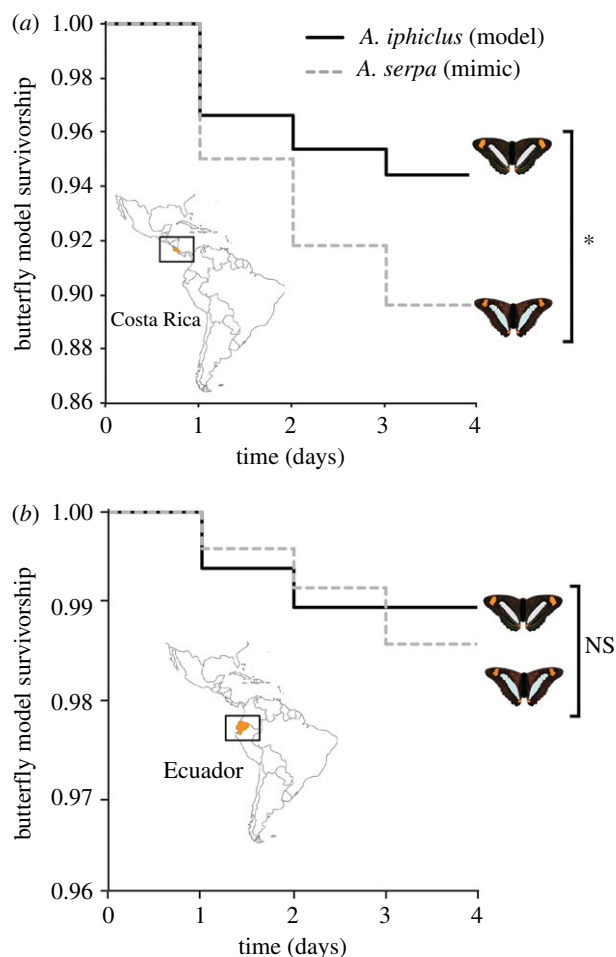 (a)
1.00
0.98
0.96
0.94
0.92
0.90
0.88
0.86
butterfly model survivorship
A. iphiclus (model)
A. serpa (mimic)
*
Costa Rica
0 1 2 3 4
time (days)
(b)
1.00
0.99
0.98
0.97
0.96
butterfly model survivorship
NS
Ecuador
0 1 2 3 4
time (days)